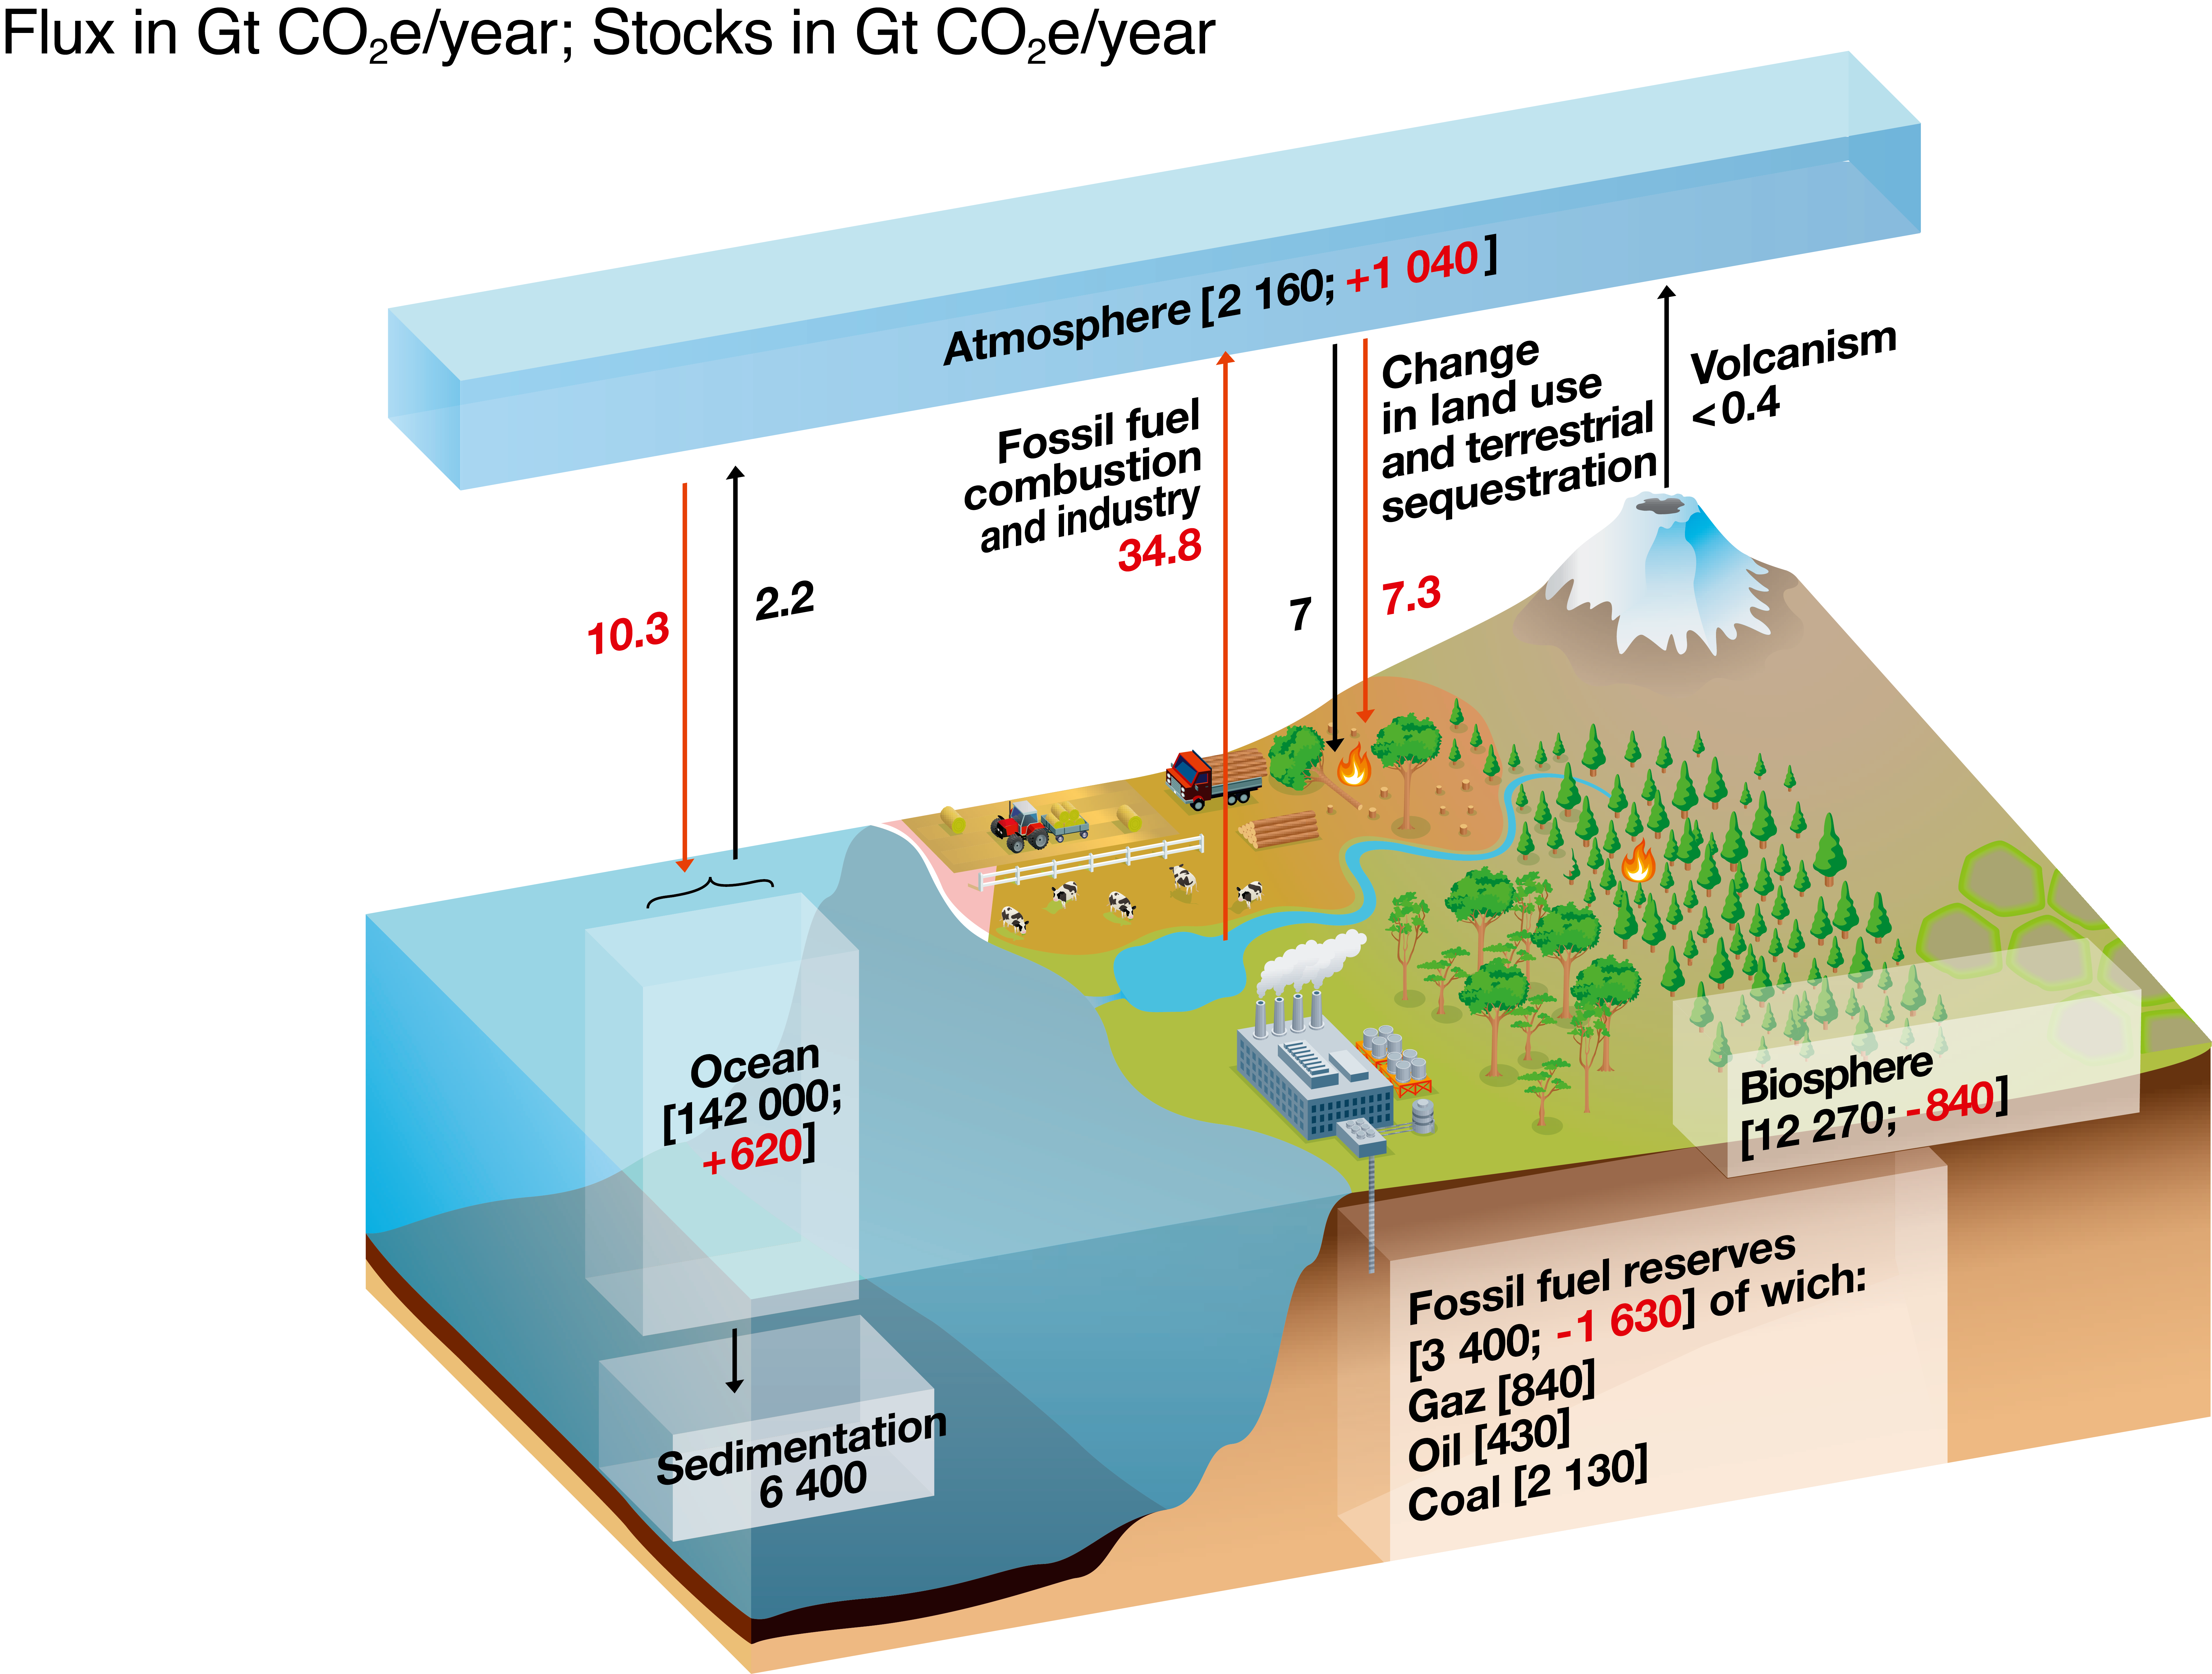 Flux in Gt CO₂e/year; Stocks in Gt CO₂e/year
Atmosphere [2 160; +1 040]
Fossil fuel
combustion
and industry
34.8
Change
in land use
and terrestrial
sequestration
7.3
7
Volcanism
<0.4
10.3
2.2
Ocean
[142 000;
+620]
Biosphere
[12 270; -840]
Fossil fuel reserves
[3 400; -1 630] of wich:
Gaz [840]
Oil [430]
Coal [2 130]
Sedimentation
6 400